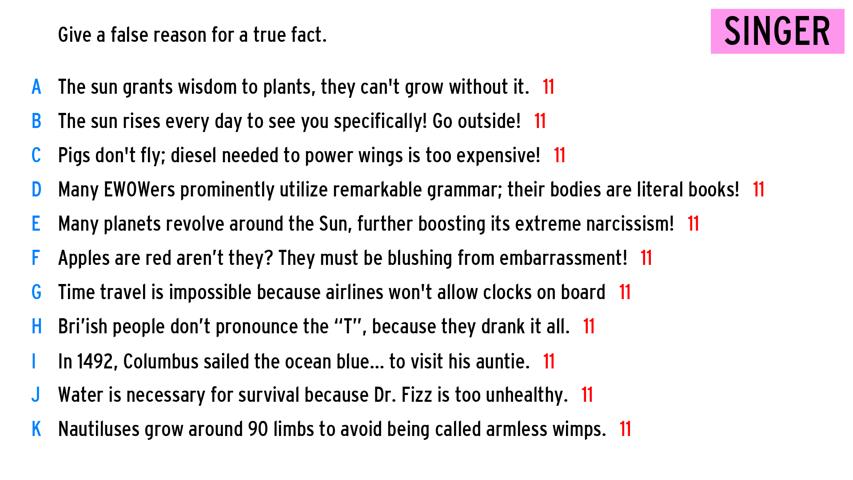 Give a false reason for a true fact.
SINGER
A The sun grants wisdom to plants, they can't grow without it. 11
B The sun rises every day to see you specifically! Go outside! 11
C Pigs don't fly; diesel needed to power wings is too expensive! 11
D Many EWOWers prominently utilize remarkable grammar; their bodies are literal books! 11
E Many planets revolve around the Sun, further boosting its extreme narcissism! 11
F Apples are red aren’t they? They must be blushing from embarrassment! 11
G Time travel is impossible because airlines won't allow clocks on board 11
H Bri’ish people don’t pronounce the “T”, because they drank it all. 11
I In 1492, Columbus sailed the ocean blue... to visit his auntie. 11
J Water is necessary for survival because Dr. Fizz is too unhealthy. 11
K Nautiluses grow around 90 limbs to avoid being called armless wimps. 11